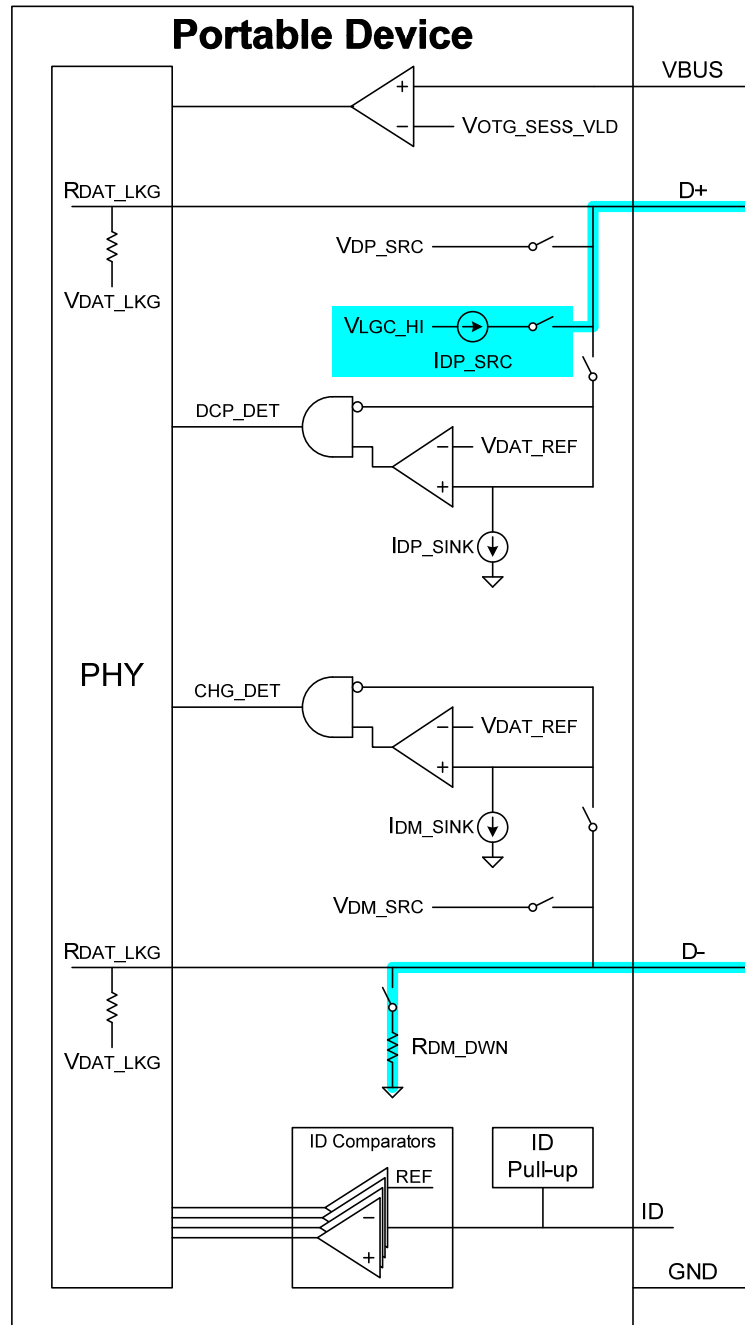 Portable Device
VBUS
+
−
VOTG_SESS_VLD
RDAT_LKG
D+
VDP_SRC
VDAT_LKG
VLGC_HI
IDP_SRC
DCP_DET
−
VDAT_REF
+
IDP_SINK
PHY
CHG_DET
−
VDAT_REF
+
IDM_SINK
VDM_SRC
RDAT_LKG
D-
RDM_DWN
VDAT_LKG
ID Comparators
REF
ID
Pull-up
−
+
ID
GND